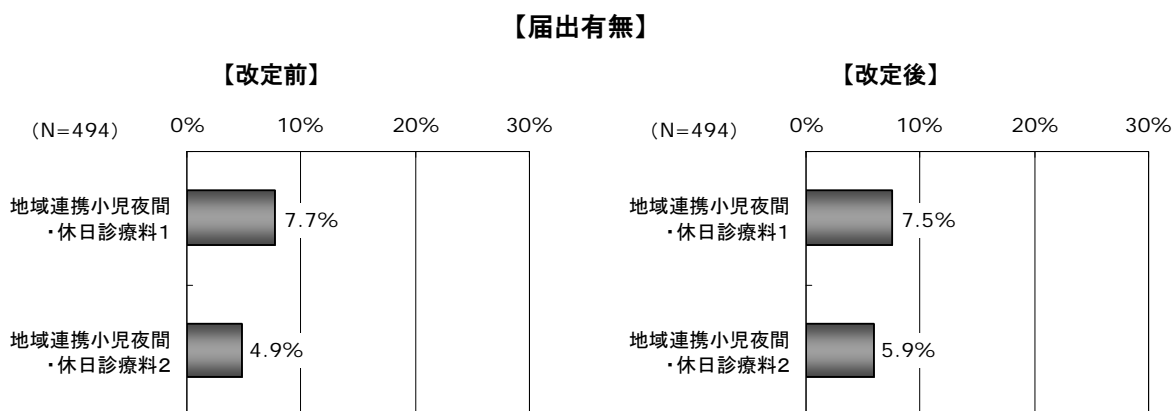 【届出有無】
【改定前】
(N=494)
0% 10% 20% 30%
地域連携小児夜間
・休日診療料1
7.7%
地域連携小児夜間
・休日診療料2
4.9%
【改定後】
(N=494)
0% 10% 20% 30%
地域連携小児夜間
・休日診療料1
7.5%
地域連携小児夜間
・休日診療料2
5.9%